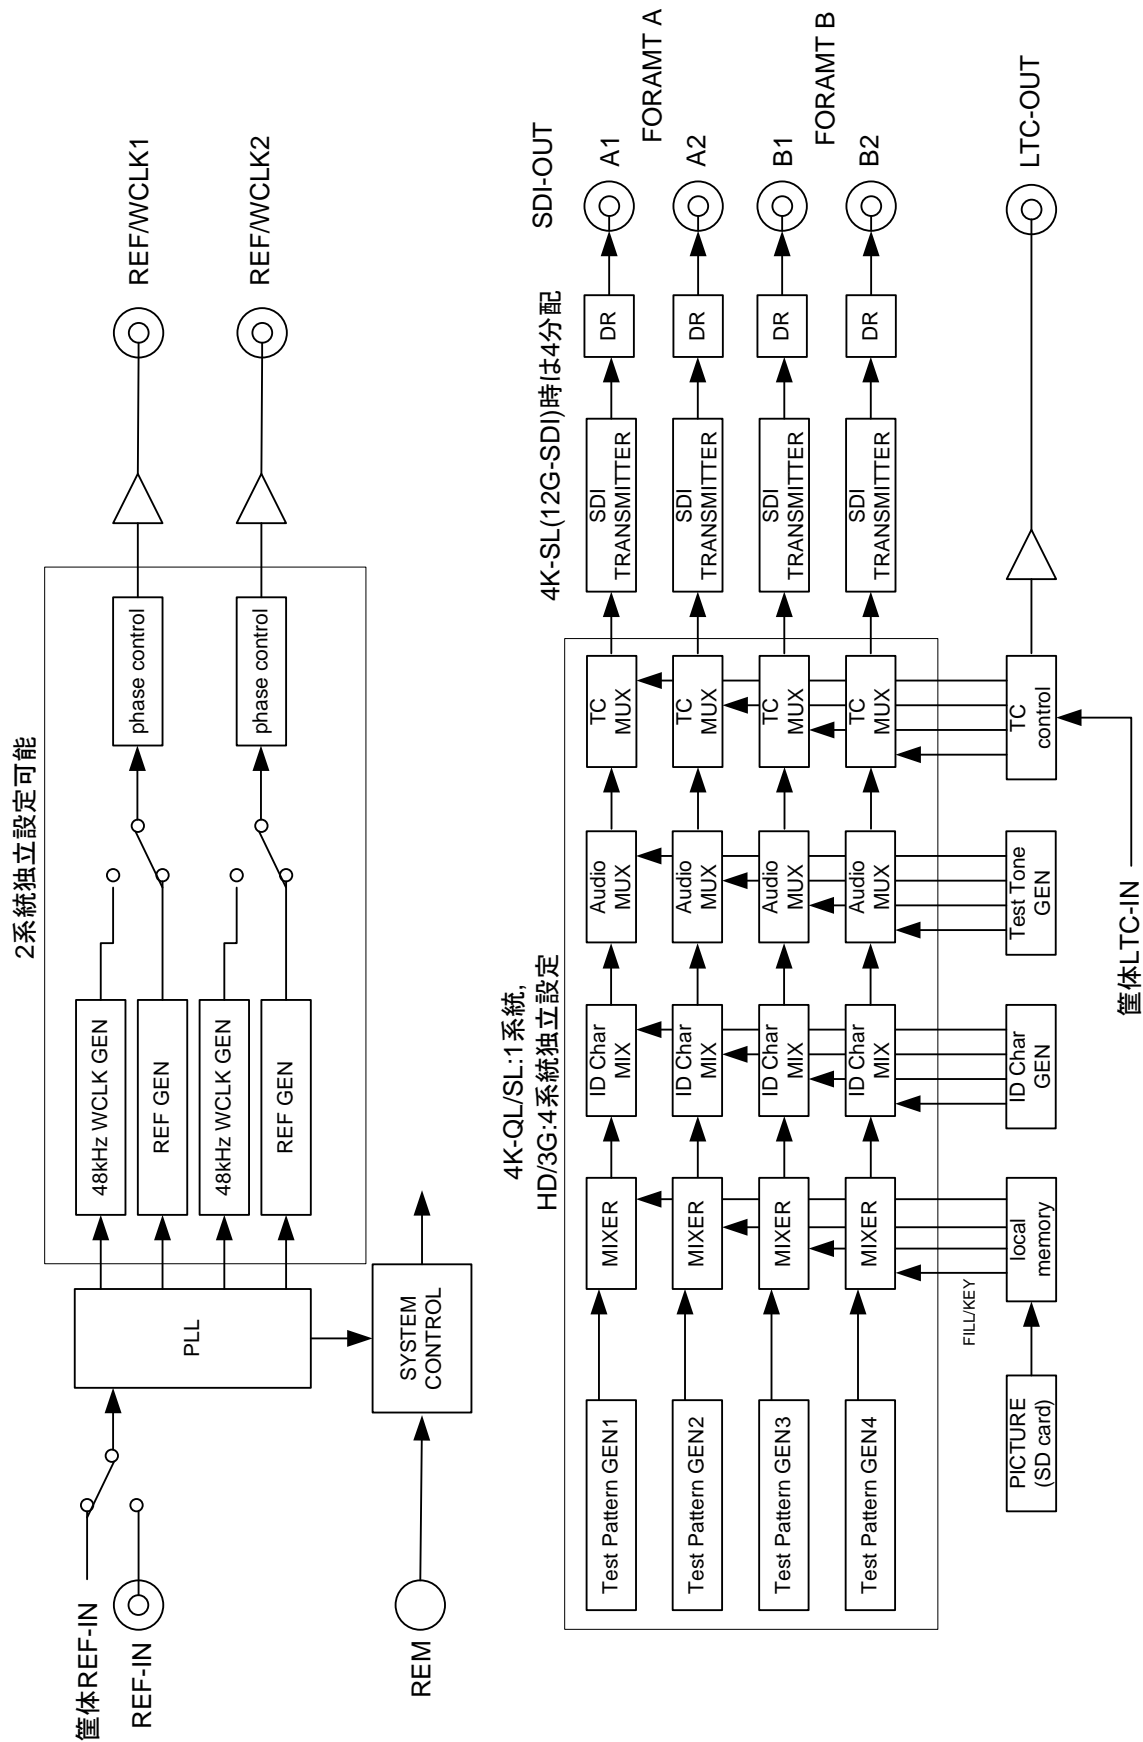 2系統独立設定可能
筐体REF-IN
REF-IN
PLL
48kHz WCLK GEN
REF GEN
48kHz WCLK GEN
REF GEN
phase control
phase control
REF/WCLK1
REF/WCLK2
REM
SYSTEM
CONTROL
4K-QL/SL:1系統,
HD/3G:4系統独立設定
4K-SL(12G-SDI)時は4分配
SDI-OUT
Test Pattern GEN1
MIXER
ID Char
MIX
Audio
MUX
TC
MUX
SDI
TRANSMITTER
DR
A1
FORAMT A
Test Pattern GEN2
MIXER
ID Char
MIX
Audio
MUX
TC
MUX
SDI
TRANSMITTER
DR
A2
Test Pattern GEN3
MIXER
ID Char
MIX
Audio
MUX
TC
MUX
SDI
TRANSMITTER
DR
B1
FORAMT B
Test Pattern GEN4
MIXER
ID Char
MIX
Audio
MUX
TC
MUX
SDI
TRANSMITTER
DR
B2
FILL/KEY
PICTURE
(SD card)
local
memory
ID Char
GEN
Test Tone
GEN
TC
control
LTC-OUT
筐体LTC-IN